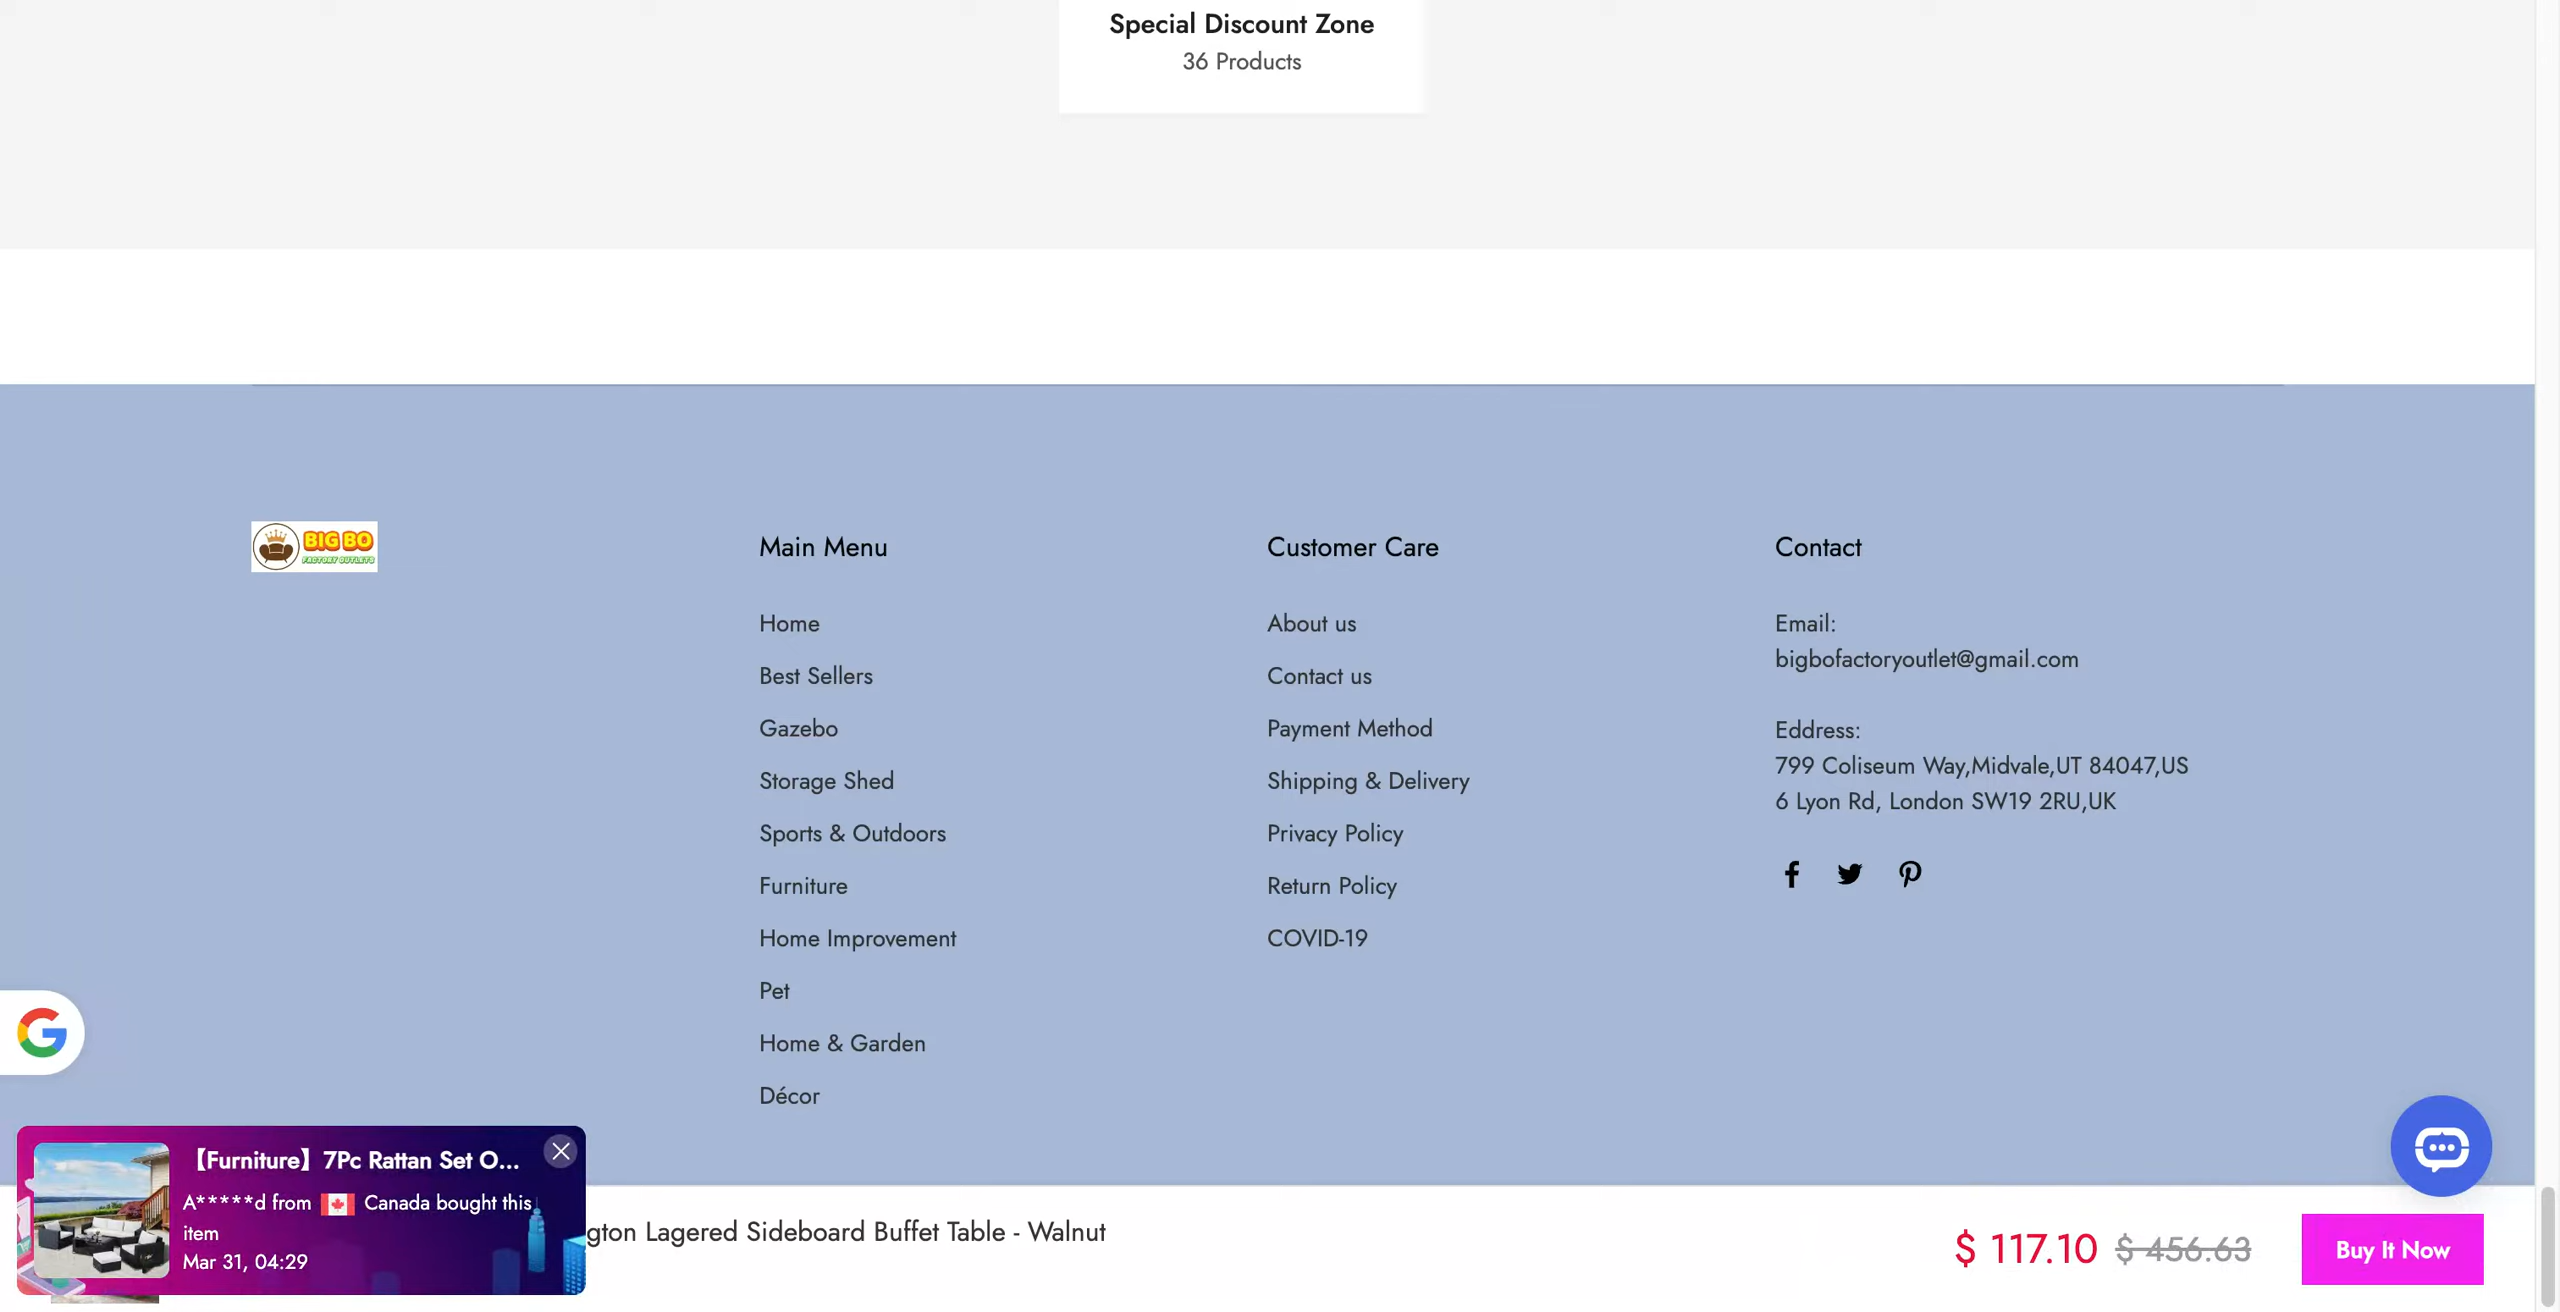 Special Discount Zone
36 Products
BIG BO
FACTORY OUTLETS
Main Menu
Home
Best Sellers
Gazebo
Storage Shed
Sports & Outdoors
Furniture
Home Improvement
Pet
Home & Garden
Décor
Customer Care
About us
Contact us
Payment Method
Shipping & Delivery
Privacy Policy
Return Policy
COVID-19
Contact
Email:
bigbofactoryoutlet@gmail.com
Eddress:
799 Coliseum Way,Midvale,UT 84047,US
6 Lyon Rd, London SW19 2RU,UK
【Furniture】7Pc Rattan Set O...
A*****d from Canada bought this
item
Mar 31, 04:29
gton Lagered Sideboard Buffet Table - Walnut
$ 117.10 $ 456.63
Buy It Now